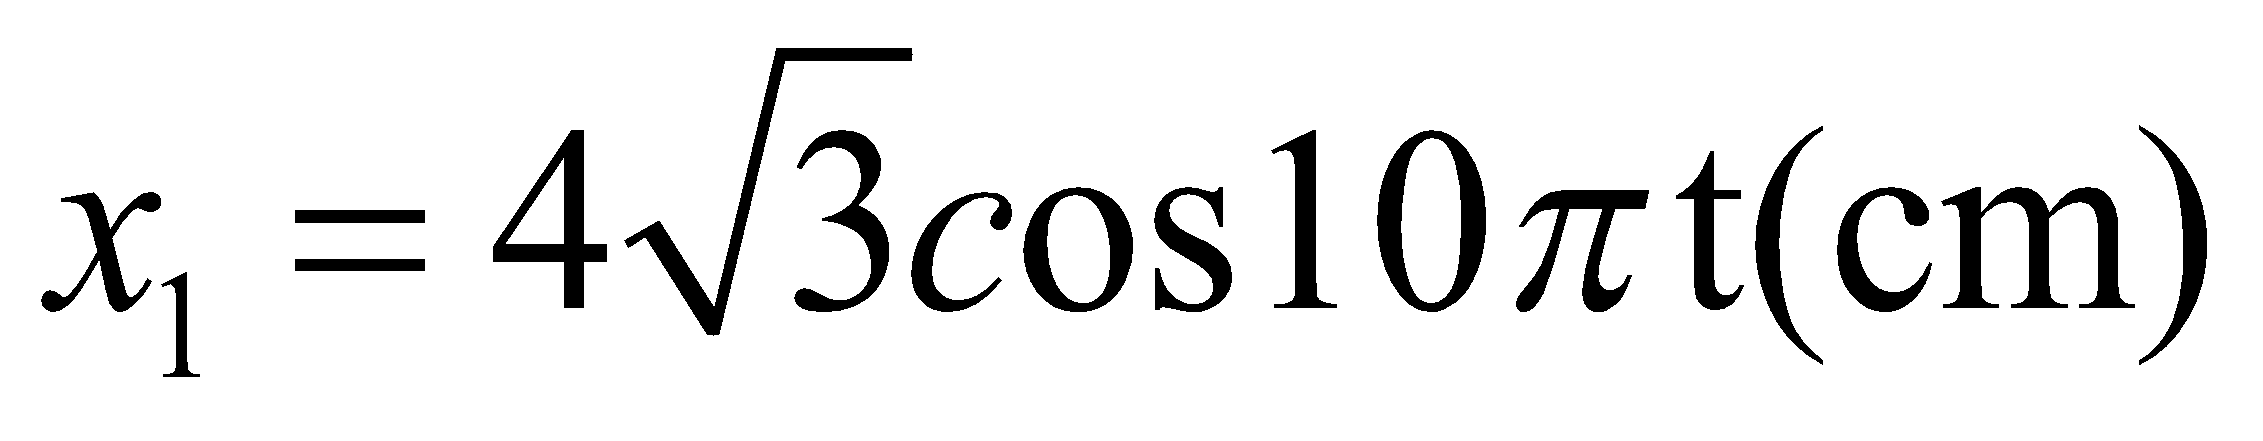 x₁ = 4√3cos10πt(cm)